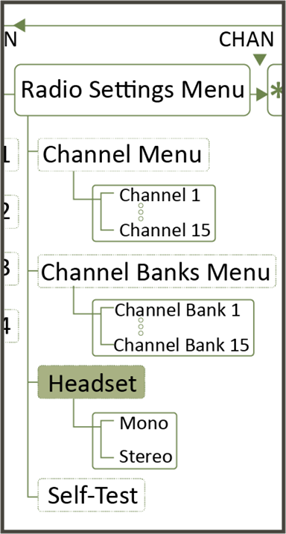 N
CHAN
Radio Settings Menu
*
1
Channel Menu
Channel 1
2
Channel 15
3
Channel Banks Menu
Channel Bank 1
4
Channel Bank 15
Headset
Mono
Stereo
Self-Test